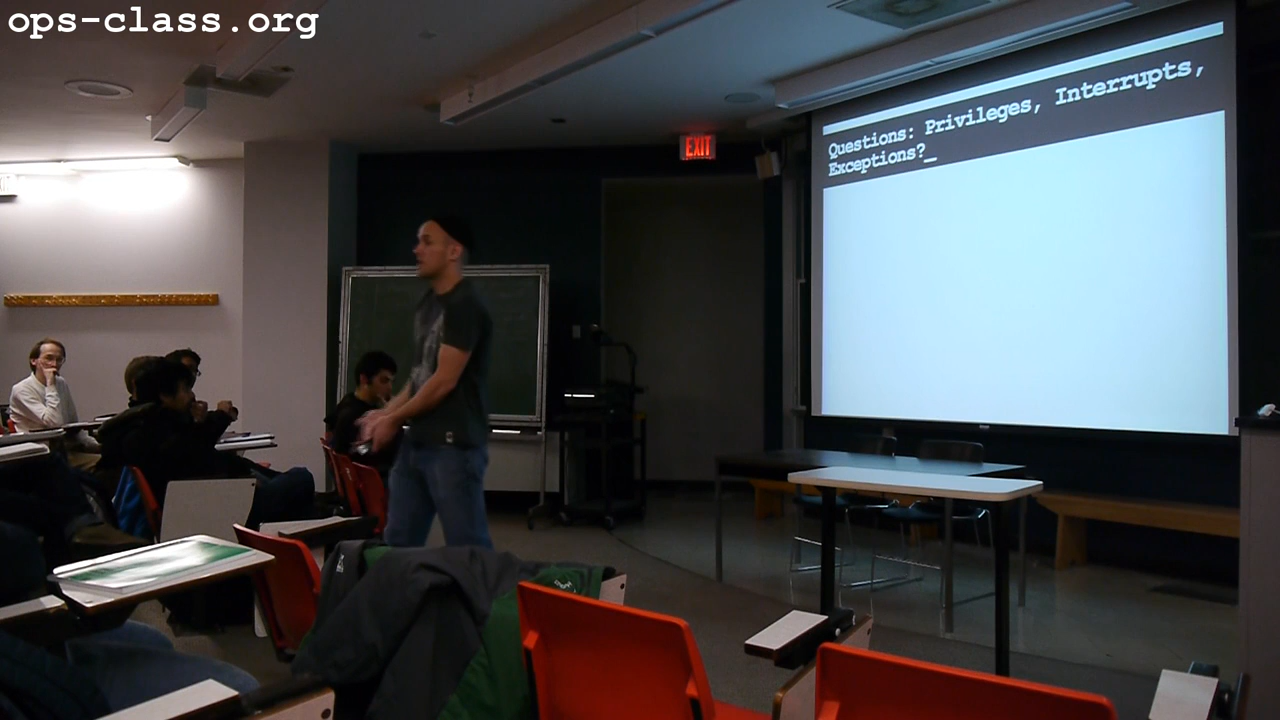 ops-class.org
EXIT
Questions: Privileges, Interrupts,
Exceptions?_